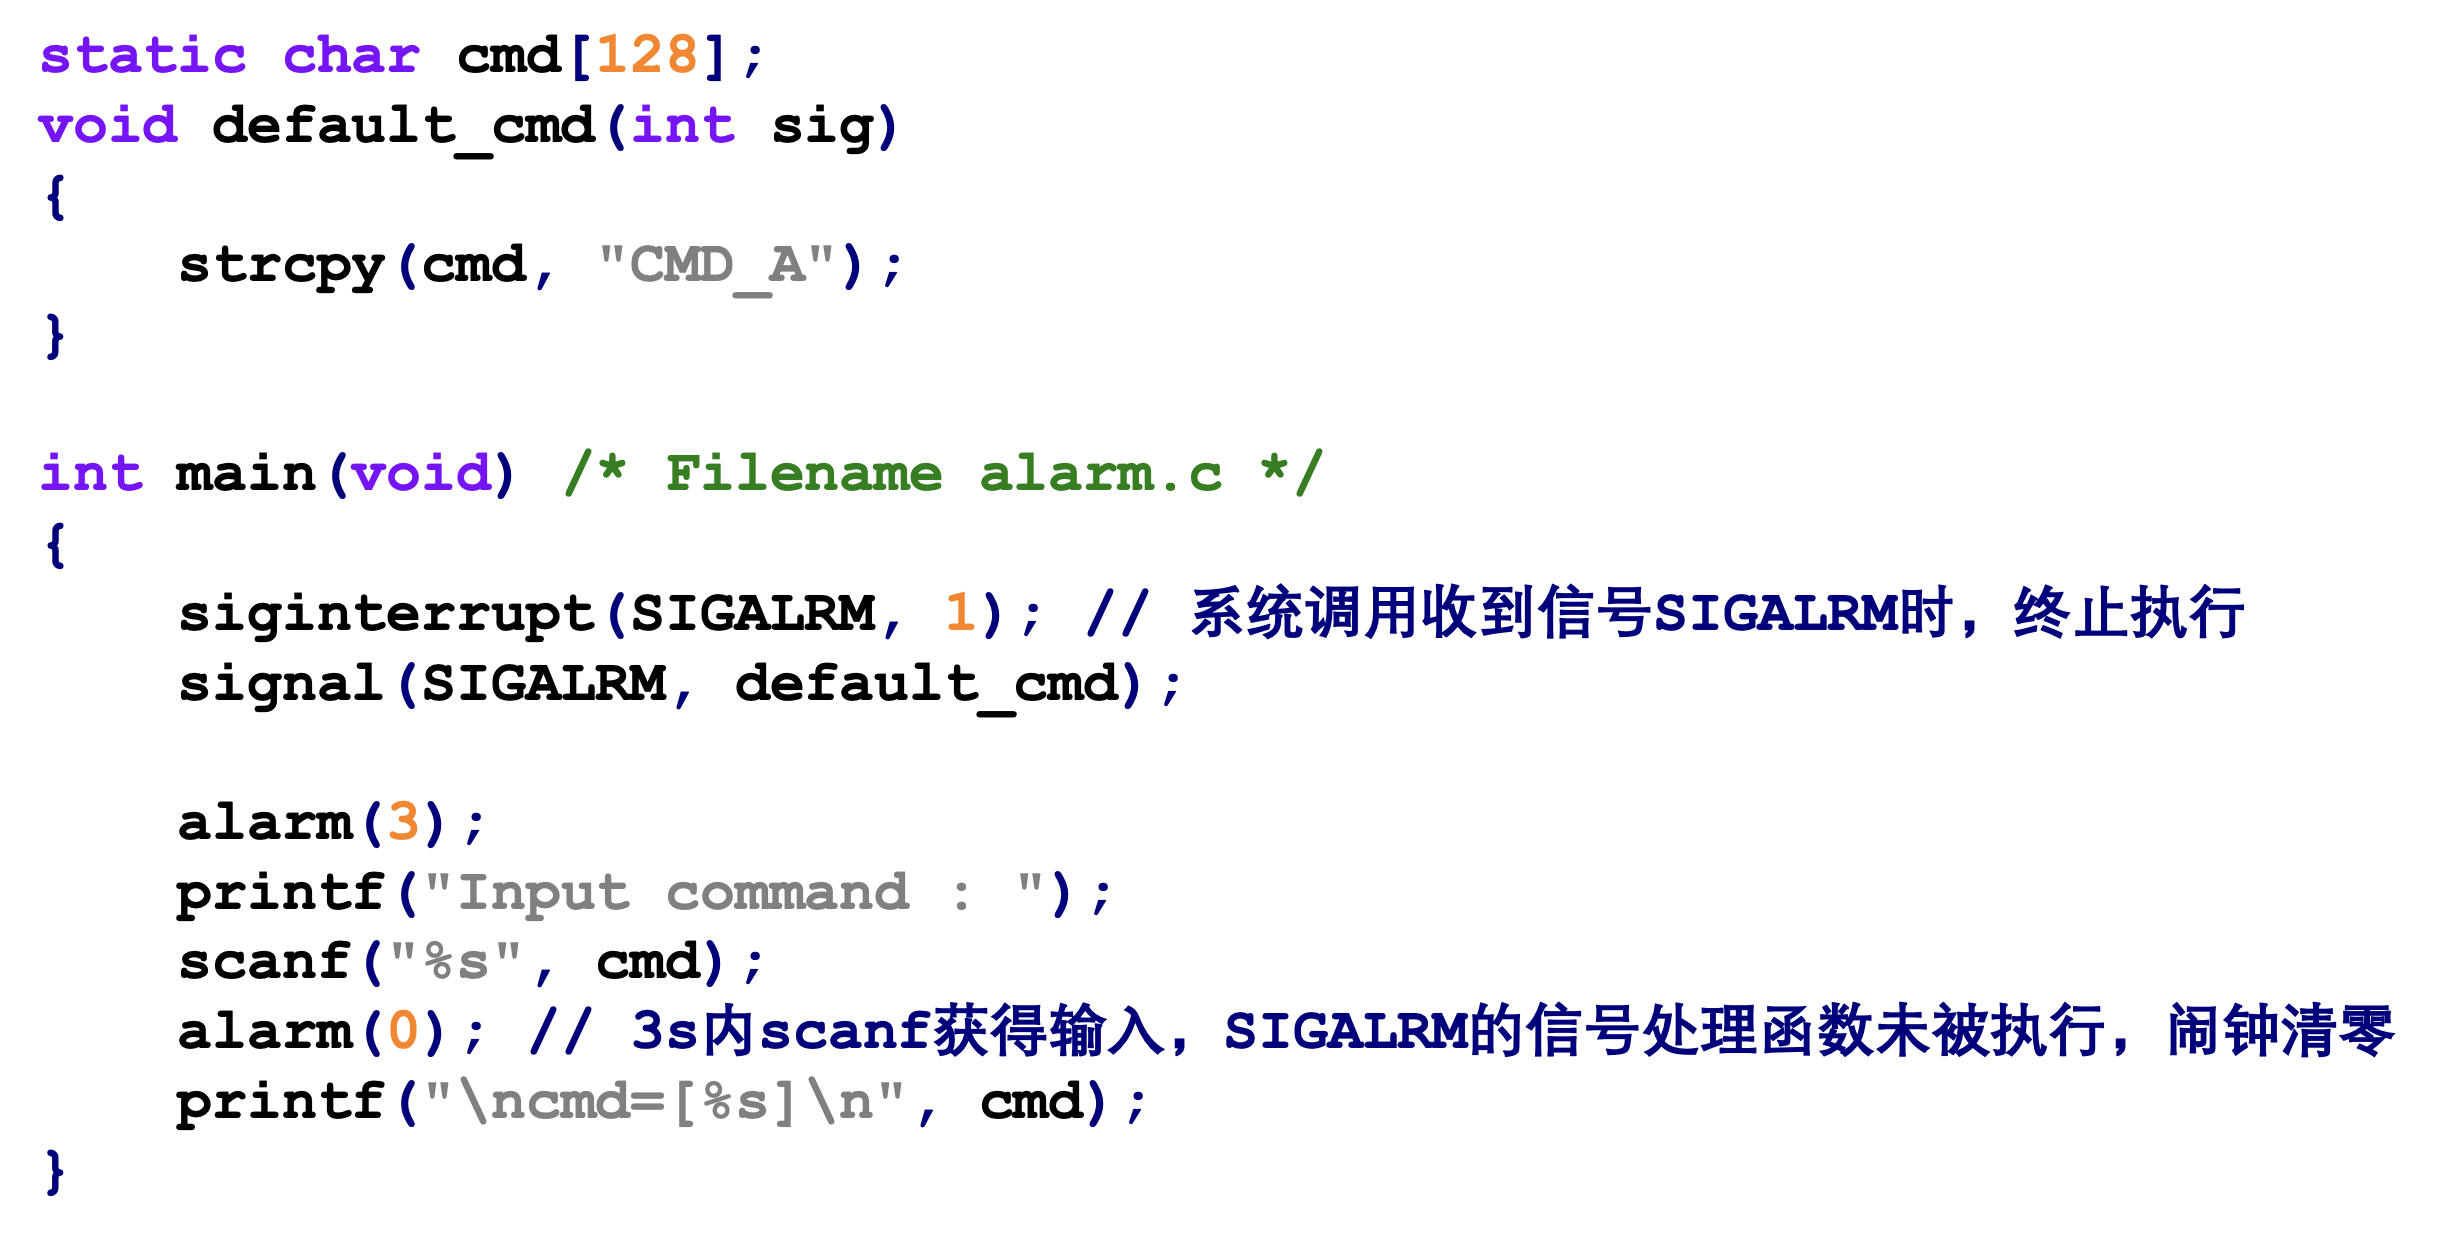 static char cmd[128];
void default_cmd(int sig)
{
    strcpy(cmd, "CMD_A");
}

int main(void) /* Filename alarm.c */
{
    siginterrupt(SIGALRM, 1); // 系统调用收到信号SIGALRM时，终止执行
    signal(SIGALRM, default_cmd);

    alarm(3);
    printf("Input command : ");
    scanf("%s", cmd);
    alarm(0); // 3s内scanf获得输入，SIGALRM的信号处理函数未被执行，闹钟清零
    printf("\ncmd=[%s]\n", cmd);
}